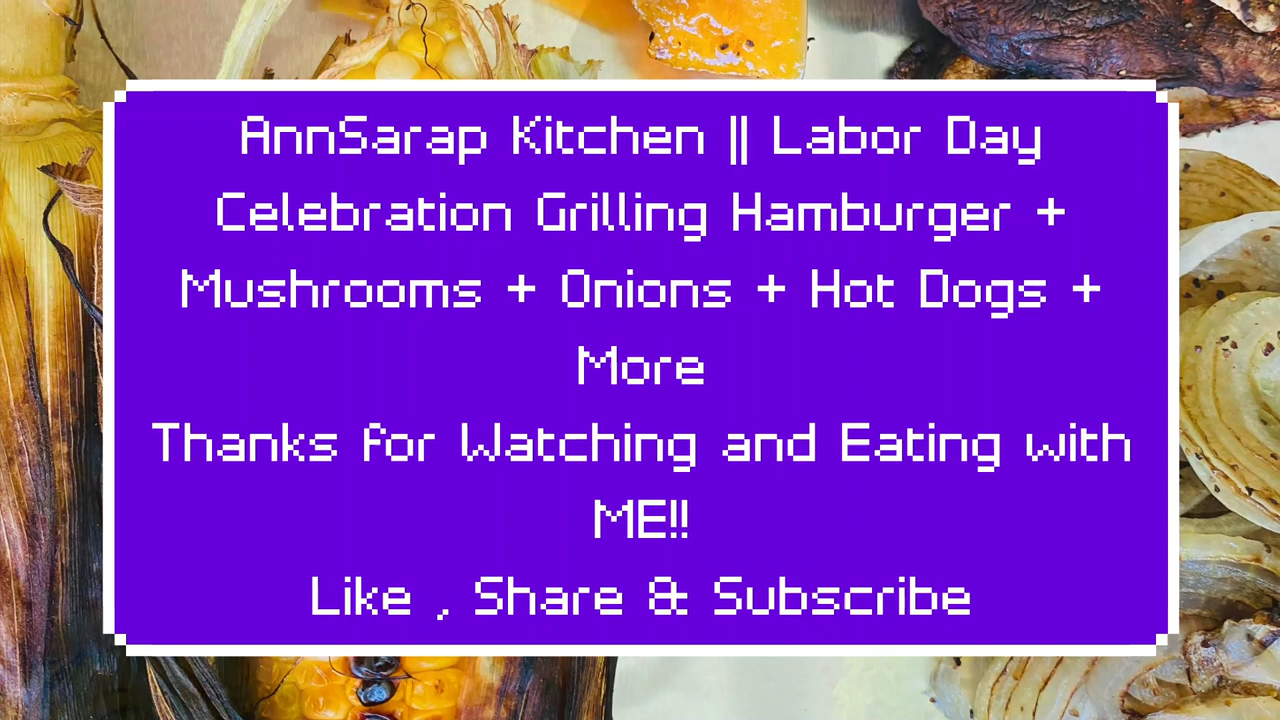 AnnSarap Kitchen || Labor Day
Celebration Grilling Hamburger +
Mushrooms + Onions + Hot Dogs +
More
Thanks for Watching and Eating with
ME!!
Like , Share & Subscribe